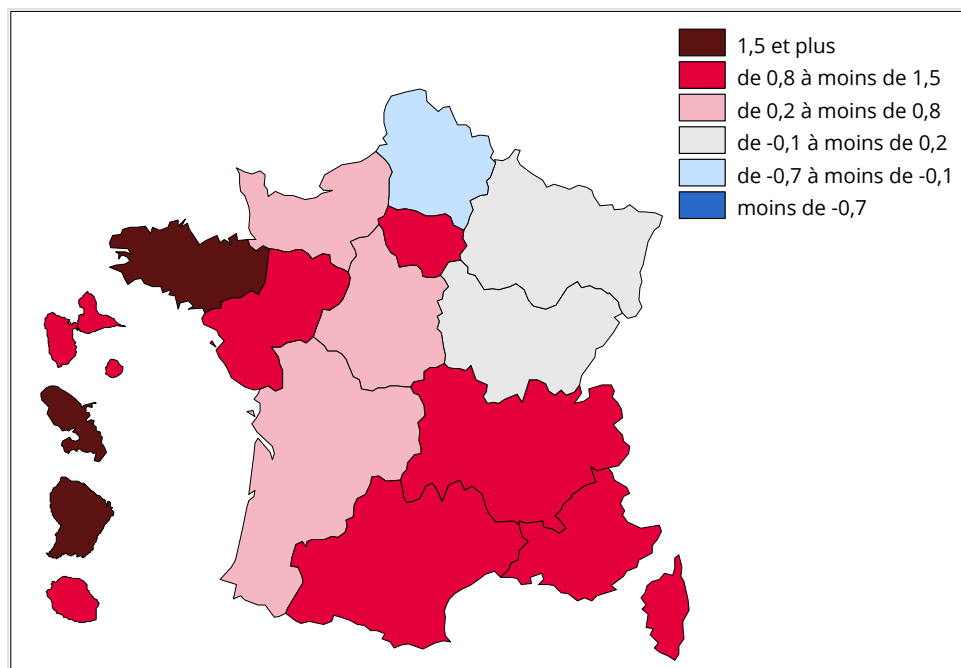 1,5 et plus
de 0,8 à moins de 1,5
de 0,2 à moins de 0,8
de -0,1 à moins de 0,2
de -0,7 à moins de -0,1
moins de -0,7